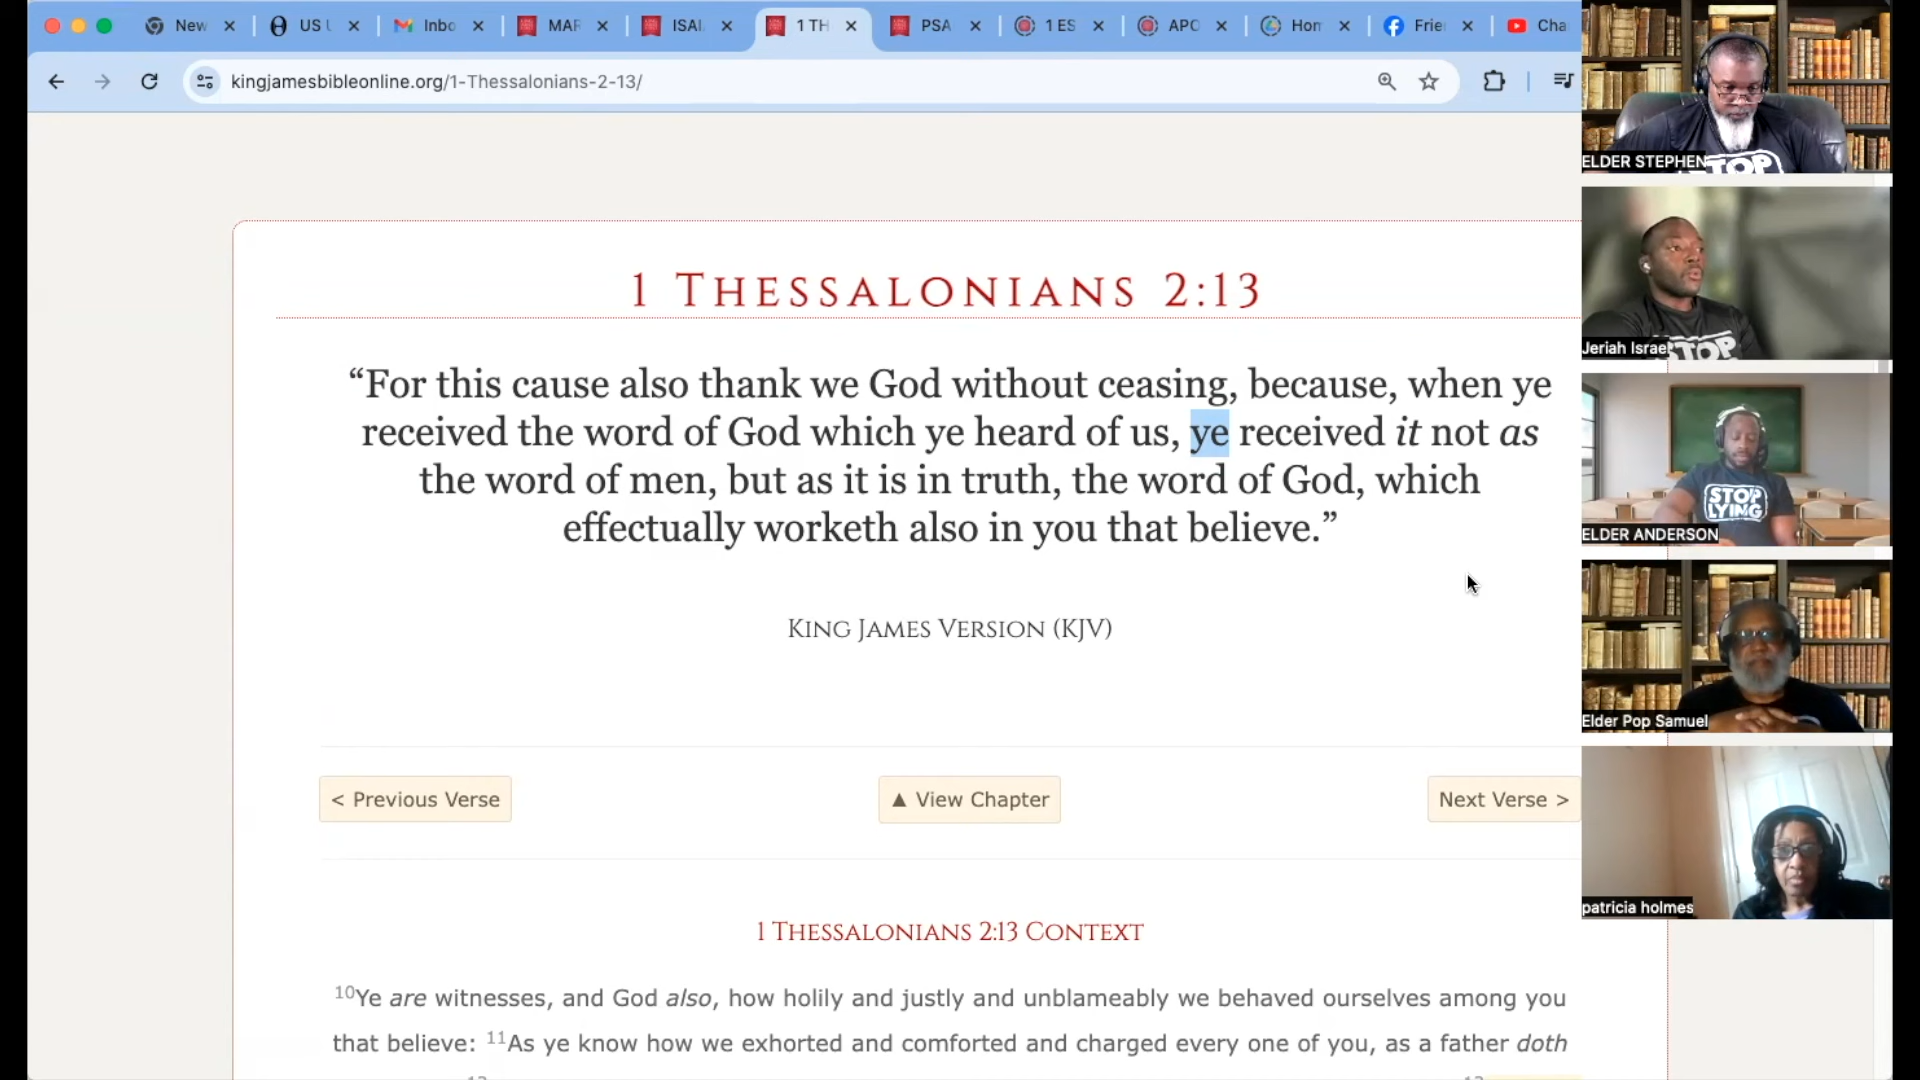 New
US U
Inbo
MAR
ISAI
1 TH
PSA
1 ES
APO
Hom
Frie
Cha
kingjamesbibleonline.org/1-Thessalonians-2-13/
1 Thessalonians 2:13
“For this cause also thank we God without ceasing, because, when ye
received the word of God which ye heard of us, ye received it not as
the word of men, but as it is in truth, the word of God, which
effectually worketh also in you that believe.”
King James Version (KJV)
< Previous Verse
▲ View Chapter
Next Verse >
1 Thessalonians 2:13 Context
10Ye are witnesses, and God also, how holily and justly and unblameably we behaved ourselves among you
that believe: 11As ye know how we exhorted and comforted and charged every one of you, as a father doth
ELDER STEPHEN
TOP
Jeriah Israel
STOP
STOP
LYING
ELDER ANDERSON
Elder Pop Samuel
patricia holmes